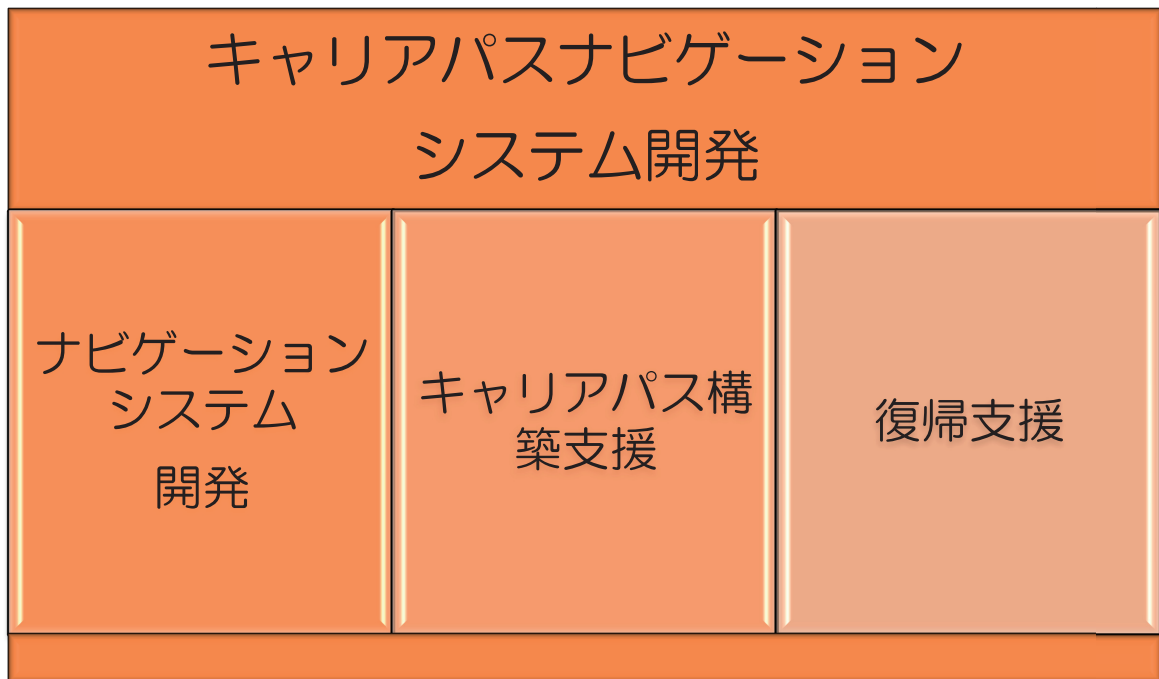 キャリアパスナビゲーション
システム開発
ナビゲーション
システム
開発
キャリアパス構
築支援
復帰支援